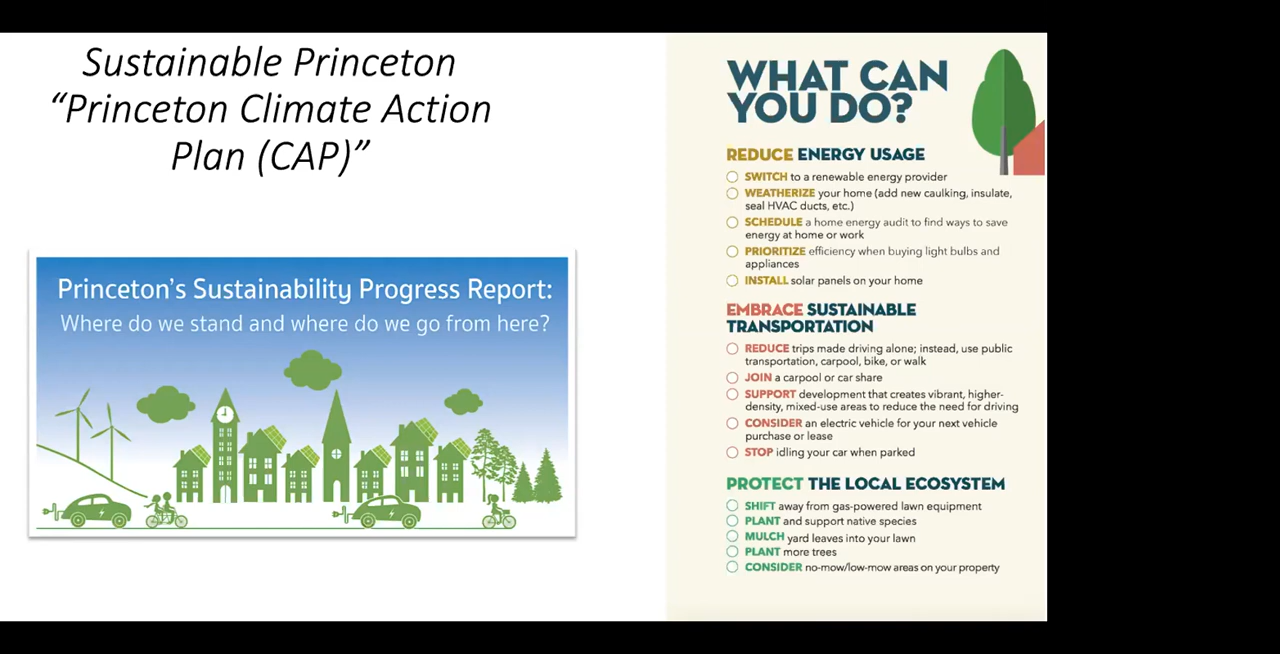 Sustainable Princeton
“Princeton Climate Action
Plan (CAP)”
Princeton's Sustainability Progress Report:
Where do we stand and where do we go from here?
WHAT CAN
YOU DO?
REDUCE ENERGY USAGE
SWITCH to a renewable energy provider
WEATHERIZE your home (add new caulking, insulate,
seal HVAC ducts, etc.)
SCHEDULE a home energy audit to find ways to save
energy at home or work
PRIORITIZE efficiency when buying light bulbs and
appliances
INSTALL solar panels on your home
EMBRACE SUSTAINABLE
TRANSPORTATION
REDUCE trips made driving alone; instead, use public
transportation, carpool, bike, or walk
JOIN a carpool or car share
SUPPORT development that creates vibrant, higher-
density, mixed-use areas to reduce the need for driving
CONSIDER an electric vehicle for your next vehicle
purchase or lease
STOP idling your car when parked
PROTECT THE LOCAL ECOSYSTEM
SHIFT away from gas-powered lawn equipment
PLANT and support native species
MULCH yard leaves into your lawn
PLANT more trees
CONSIDER no-mow/low-mow areas on your property